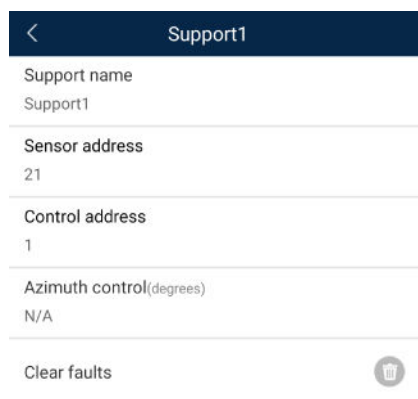 Support1
Support name
Support1
Sensor address
21
Control address
1
Azimuth control(degrees)
N/A
Clear faults